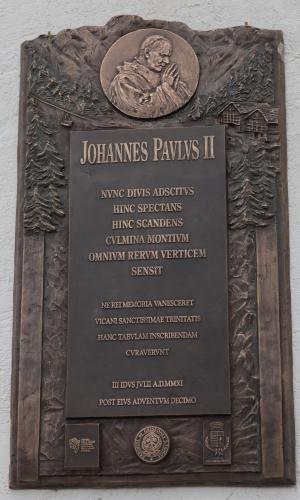 JOHANNES PAVLVS II
NVNC DIVIS ADSCITVS
HINC SPECTANS
HINC SCANDENS
CVLMINA MONTIVM
OMNIVM RERVM VERTICEM
SENSIT
NE REI MEMORIA VANESCERET
VICANI SANCTISSIMAE TRINITATIS
HANC TABVLAM INSCRIBENDAM
CVRAVERVNT
III IDVS JVLII A.D.MMXI
POST EIVS ADVENTVM DECIMO